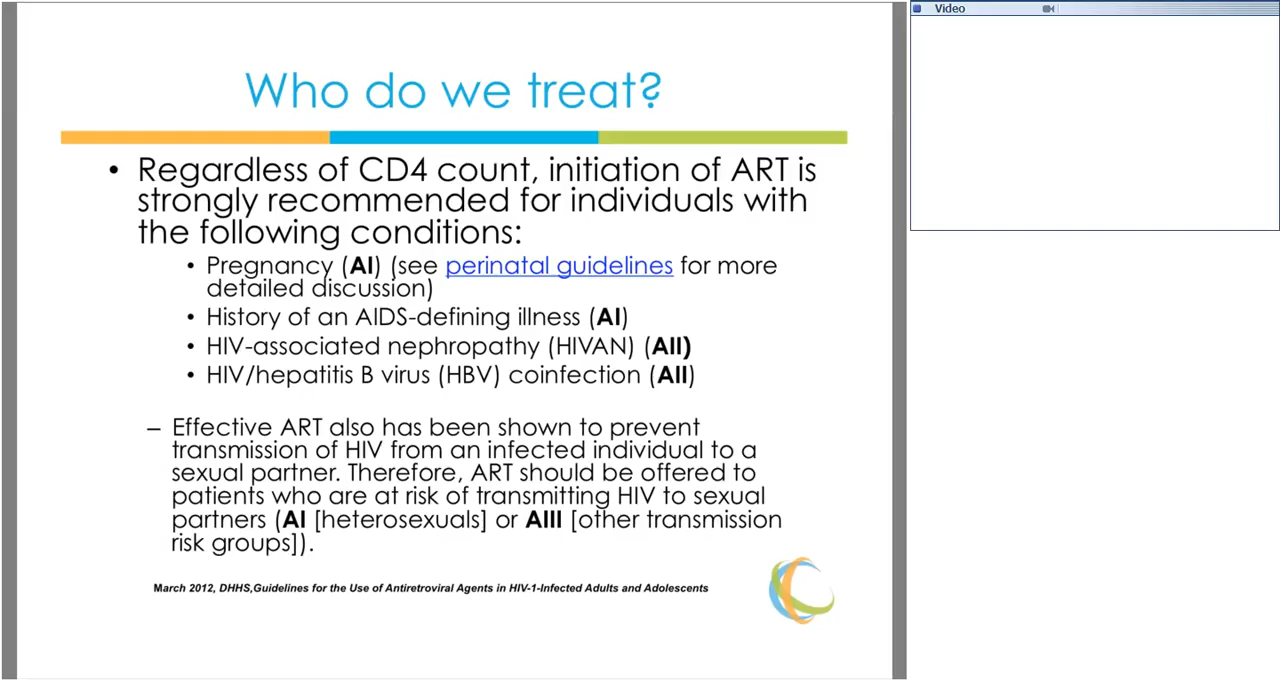 Video
Who do we treat?
• Regardless of CD4 count, initiation of ART is
strongly recommended for individuals with
the following conditions:
• Pregnancy (AI) (see perinatal guidelines for more
detailed discussion)
• History of an AIDS-defining illness (AI)
• HIV-associated nephropathy (HIVAN) (AII)
• HIV/hepatitis B virus (HBV) coinfection (AII)
– Effective ART also has been shown to prevent
transmission of HIV from an infected individual to a
sexual partner. Therefore, ART should be offered to
patients who are at risk of transmitting HIV to sexual
partners (AI [heterosexuals] or AIII [other transmission
risk groups]).
March 2012, DHHS,Guidelines for the Use of Antiretroviral Agents in HIV-1-Infected Adults and Adolescents